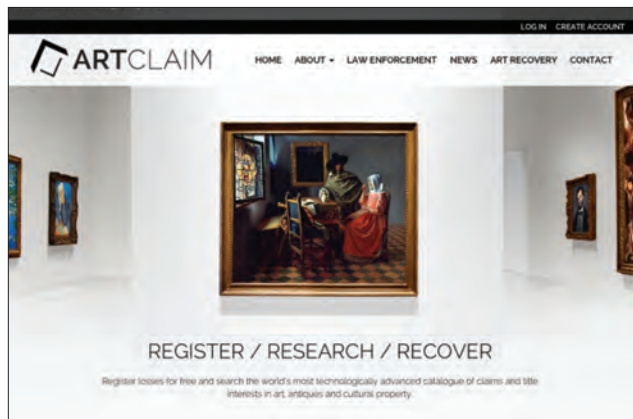 LOG IN CREATE ACCOUNT
ARTCLAIM
HOME ABOUT LAW ENFORCEMENT NEWS ART RECOVERY CONTACT
REGISTER / RESEARCH / RECOVER
Register losses for free and search the world's most technologically advanced catalogue of claims and title
interests in art, antiques and cultural property.